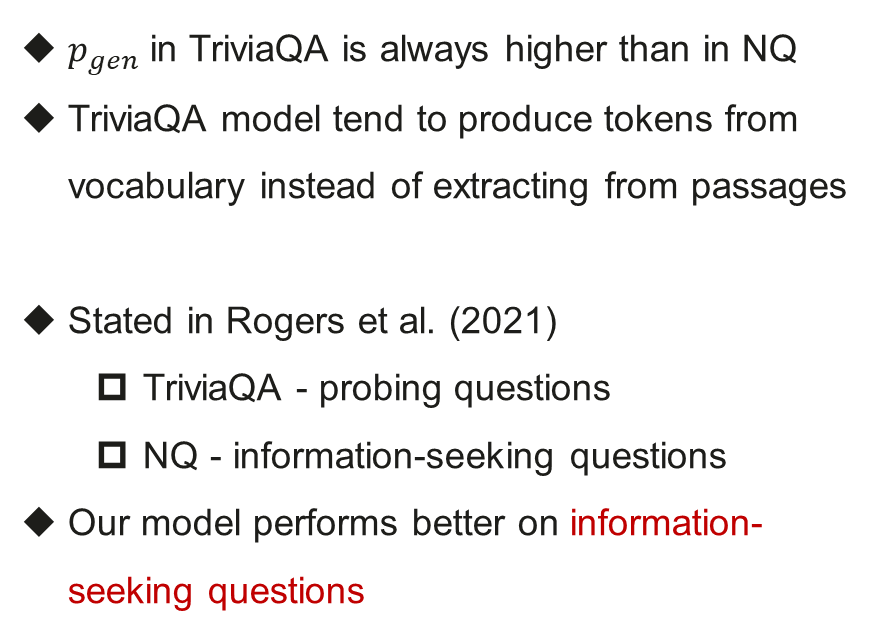 ◆ p_gen in TriviaQA is always higher than in NQ
◆ TriviaQA model tend to produce tokens from
vocabulary instead of extracting from passages
◆ Stated in Rogers et al. (2021)
❑ TriviaQA - probing questions
❑ NQ - information-seeking questions
◆ Our model performs better on information-
seeking questions